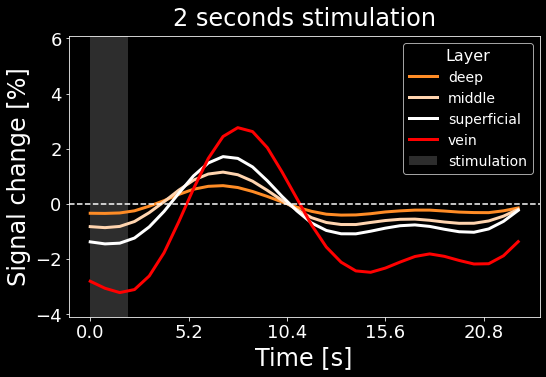 2 seconds stimulation
Signal change [%]
6
4
2
0
−2
−4
Layer
deep
middle
superficial
vein
stimulation
0.0 5.2 10.4 15.6 20.8
Time [s]